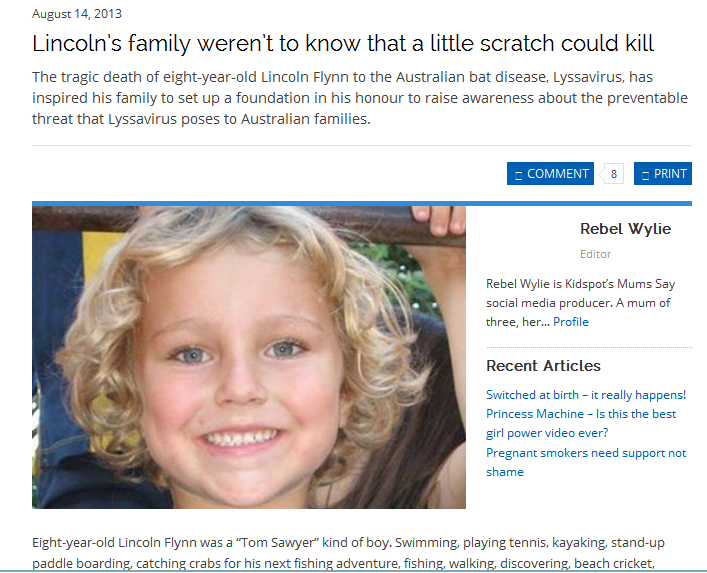 August 14, 2013
Lincoln's family weren't to know that a little scratch could kill
The tragic death of eight-year-old Lincoln Flynn to the Australian bat disease, Lyssavirus, has
inspired his family to set up a foundation in his honour to raise awareness about the preventable
threat that Lyssavirus poses to Australian families.
COMMENT 8 PRINT
Rebel Wylie
Editor
Rebel Wylie is Kidspot's Mums Say
social media producer. A mum of
three, her... Profile
Recent Articles
Switched at birth – it really happens!
Princess Machine – Is this the best
girl power video ever?
Pregnant smokers need support not
shame
Eight-year-old Lincoln Flynn was a “Tom Sawyer” kind of boy. Swimming, playing tennis, kayaking, stand-up
paddle boarding, catching crabs for his next fishing adventure, fishing, walking, discovering, beach cricket,